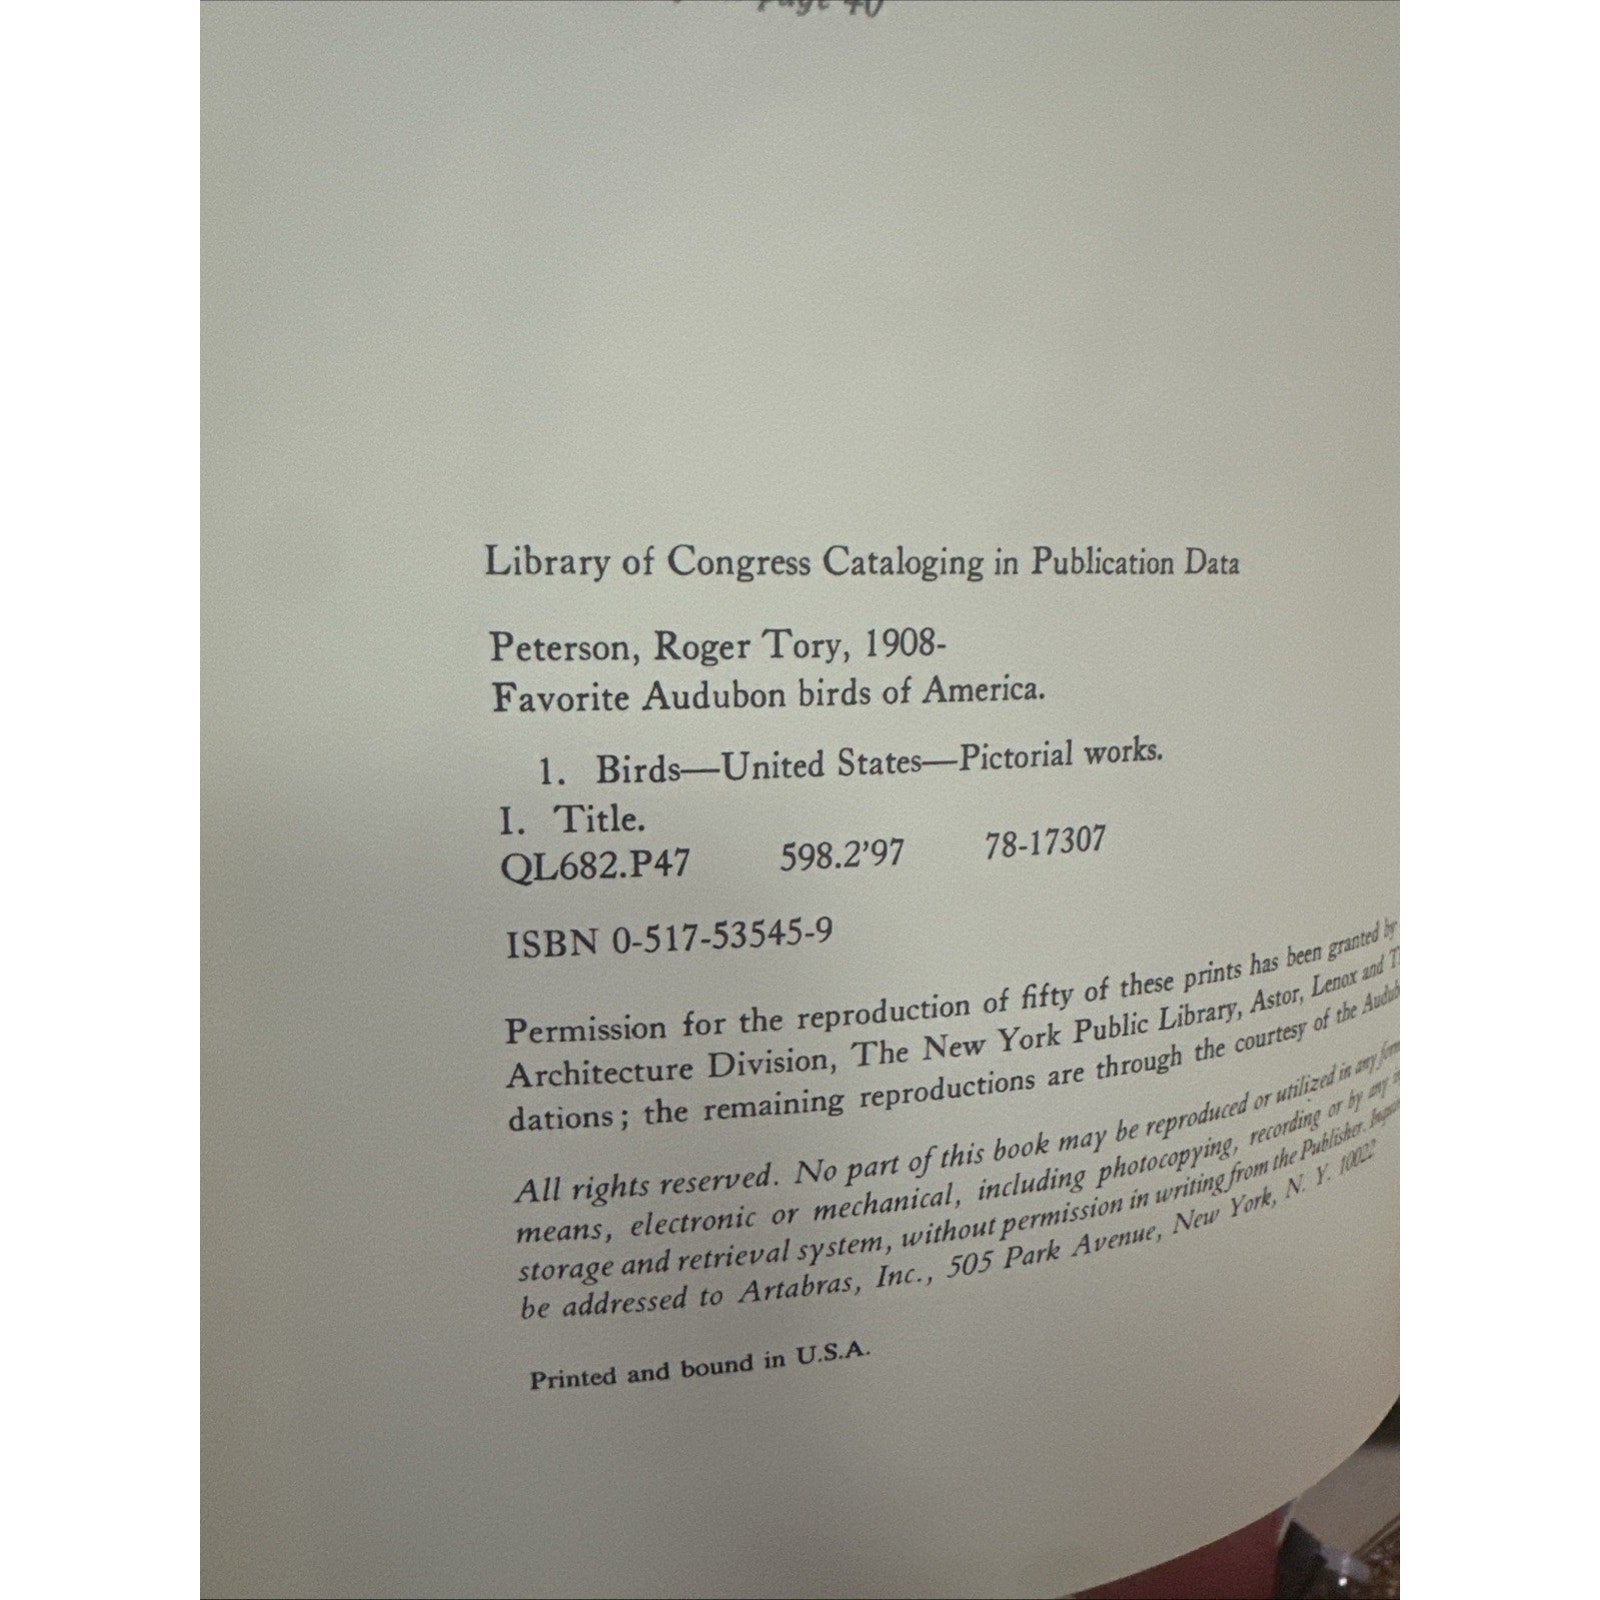 page 40
Library of Congress Cataloging in Publication Data
Peterson, Roger Tory, 1908-
Favorite Audubon birds of America.
1. Birds—United States—Pictorial works.
I. Title.
QL682.P47 598.2'97 78-17307
ISBN 0-517-53545-9
Permission for the reproduction of fifty of these prints has been granted by
Architecture Division, The New York Public Library, Astor, Lenox and T
dations; the remaining reproductions are through the courtesy of the Audub
All rights reserved. No part of this book may be reproduced or utilized in any form
means, electronic or mechanical, including photocopying, recording or by any
storage and retrieval system, without permission in writing from the Publisher.
be addressed to Artabras, Inc., 505 Park Avenue, New York, N. Y. 10022
Printed and bound in U.S.A.